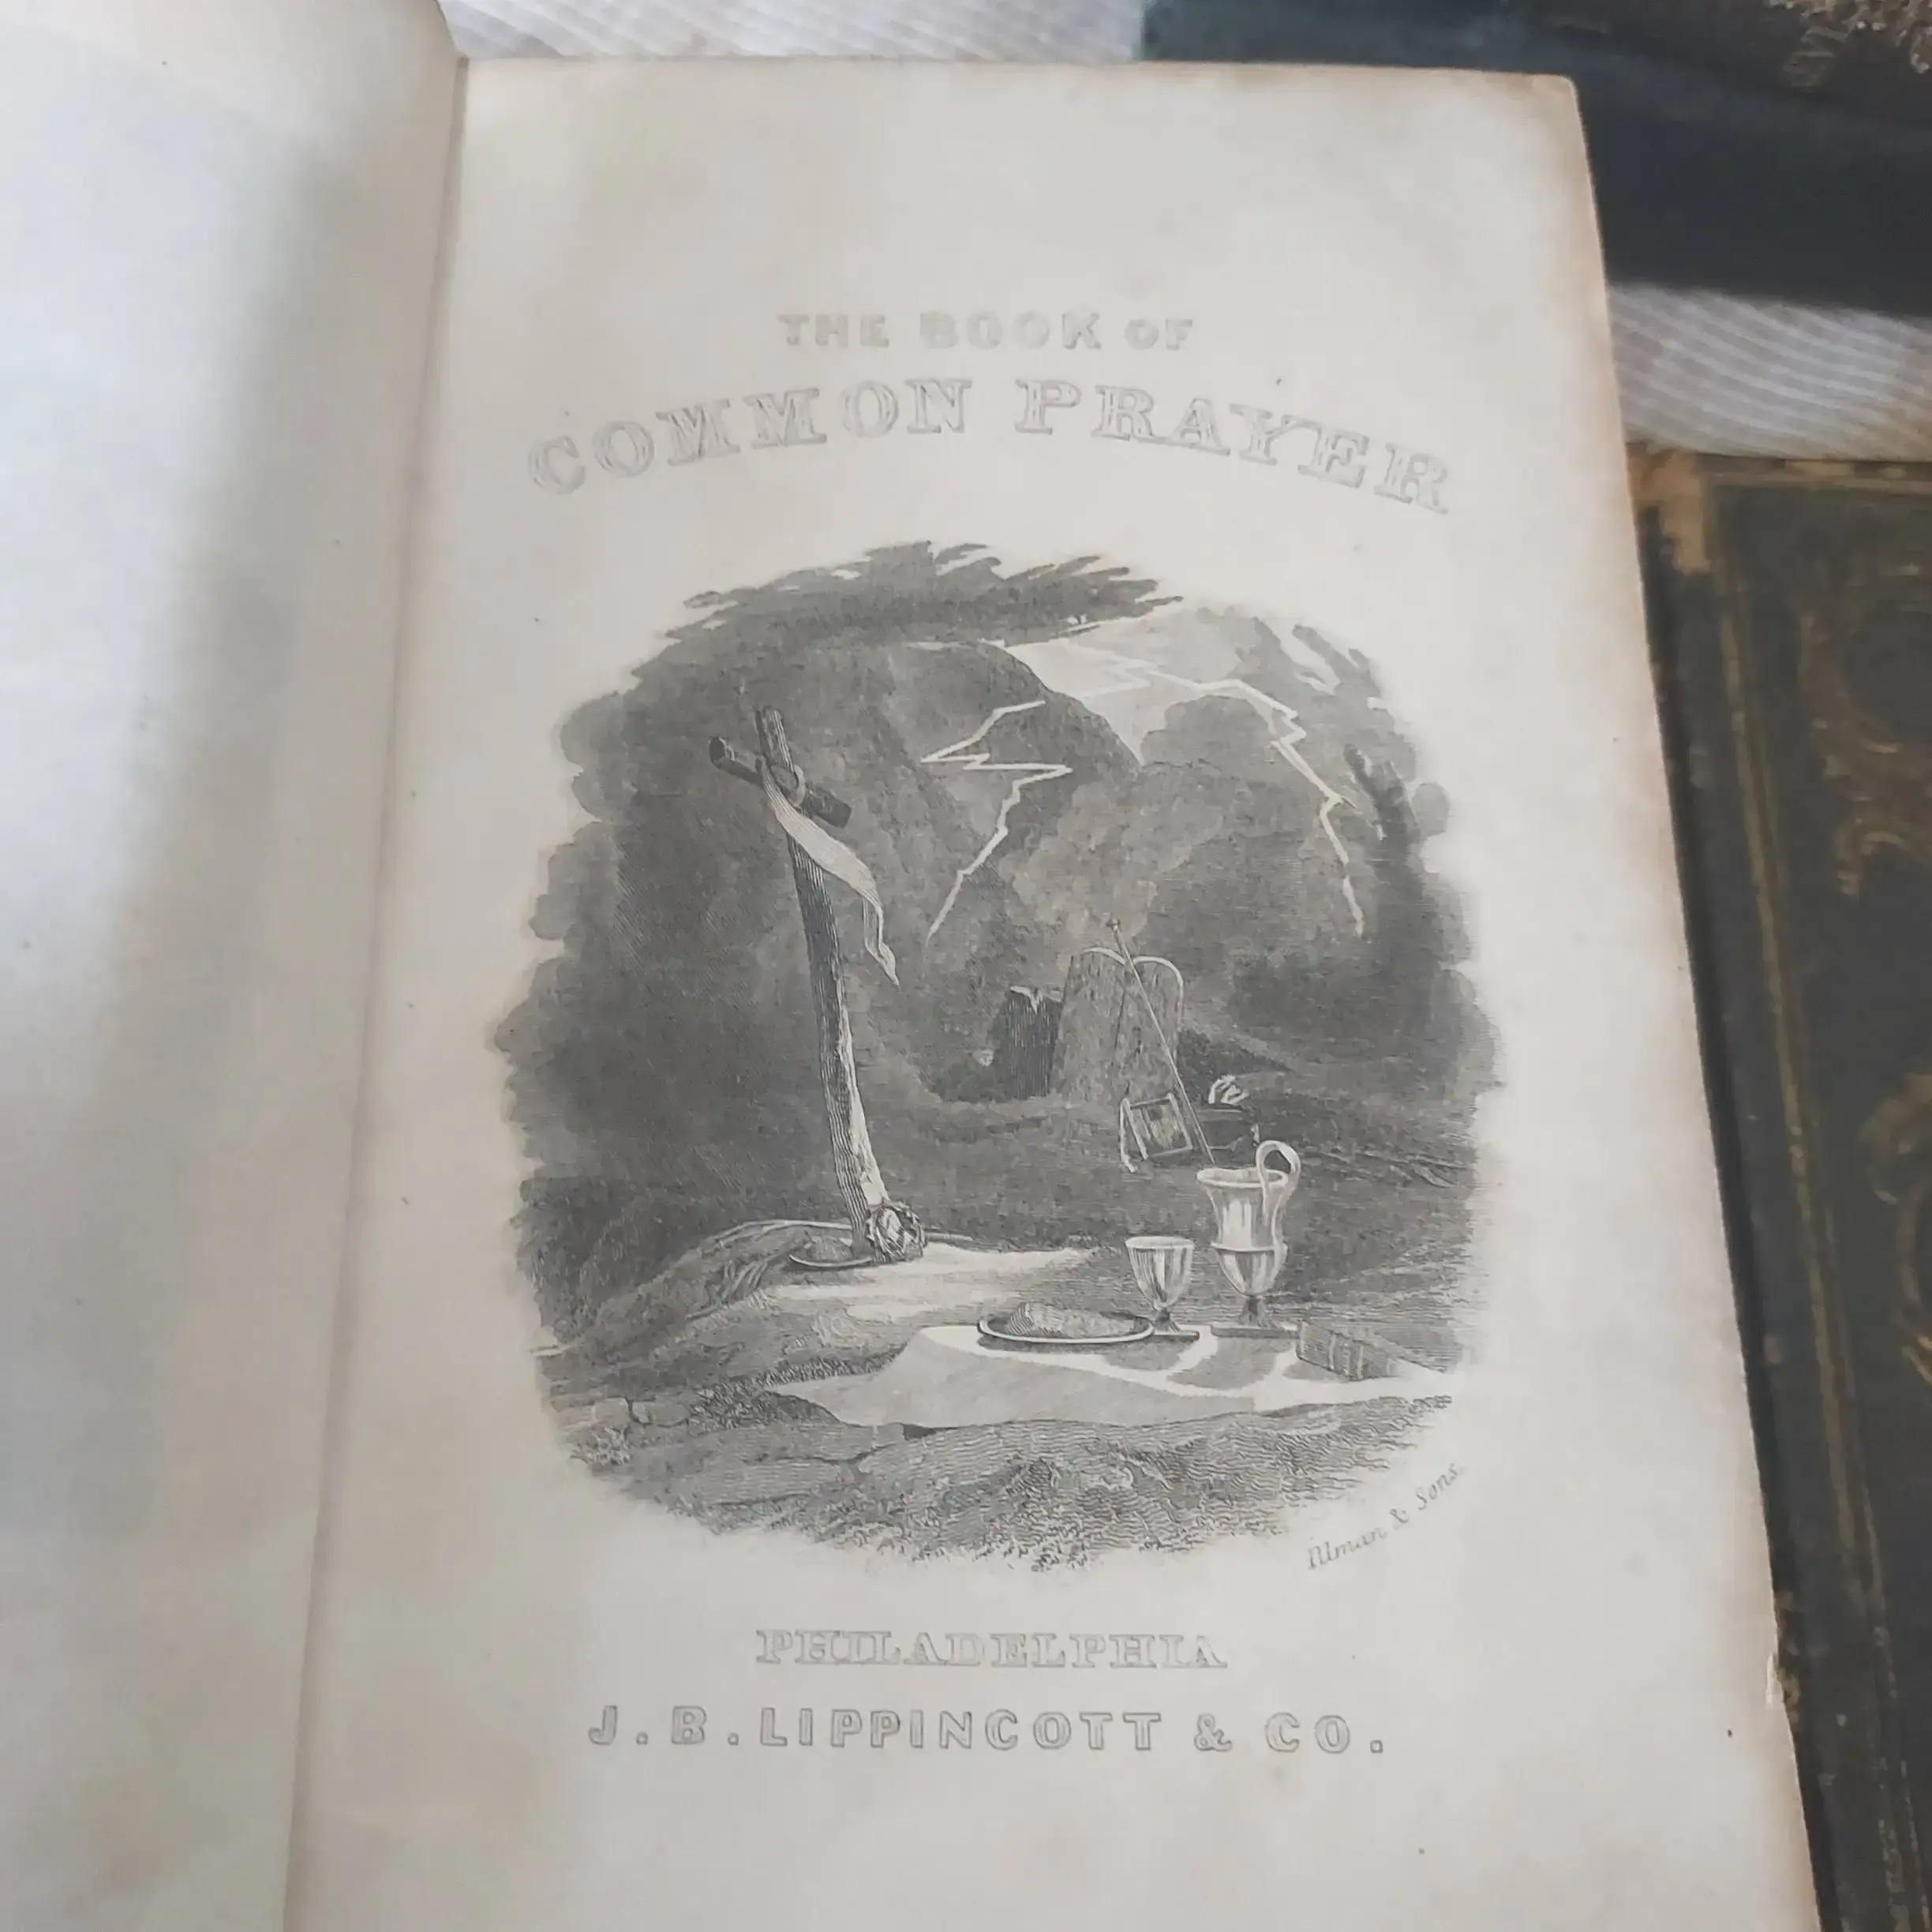 THE BOOK OF
COMMON PRAYER
Illman & Sons
PHILADELPHIA
J. B. LIPPINCOTT & CO.